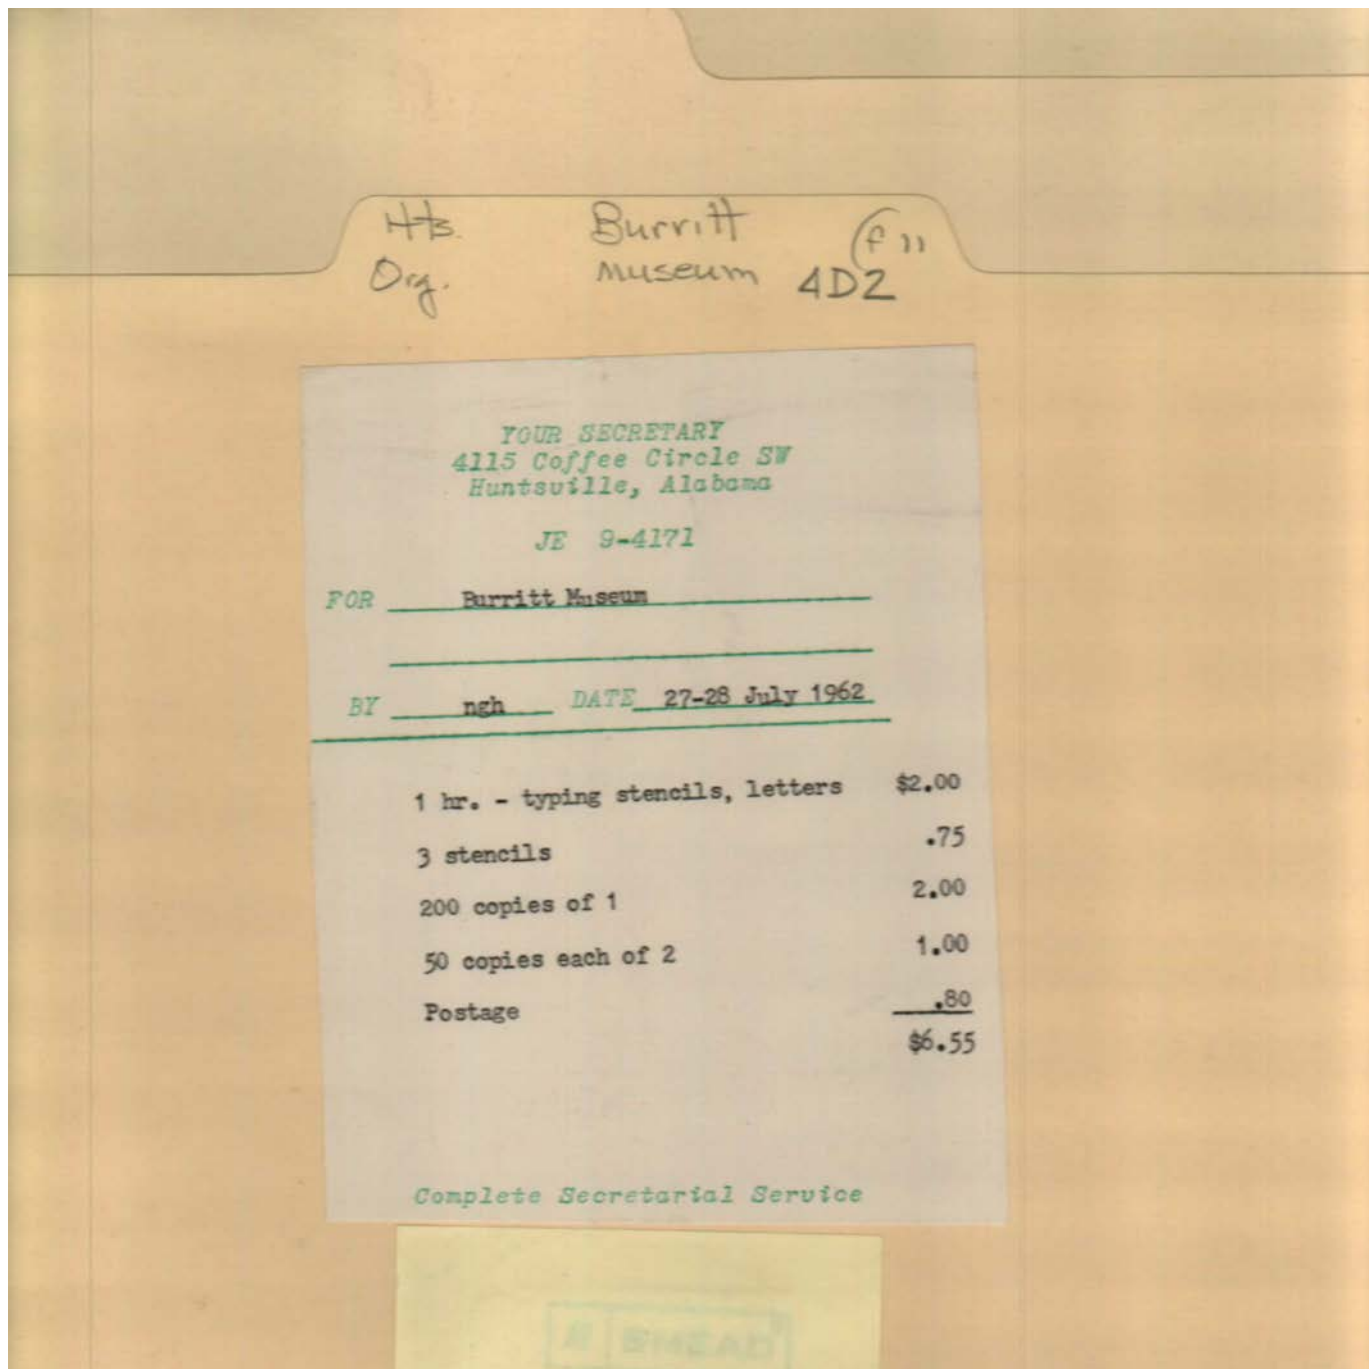 Hts. Burritt f 11
Org. Museum 4D2
YOUR SECRETARY
4115 Coffee Circle SW
Huntsville, Alabama
JE 9-4171
FOR Burritt Museum
BY ngh DATE 27-28 July 1962
1 hr. - typing stencils, letters $2.00
3 stencils .75
200 copies of 1 2.00
50 copies each of 2 1.00
Postage .80
$6.55
Complete Secretarial Service
SMEAD